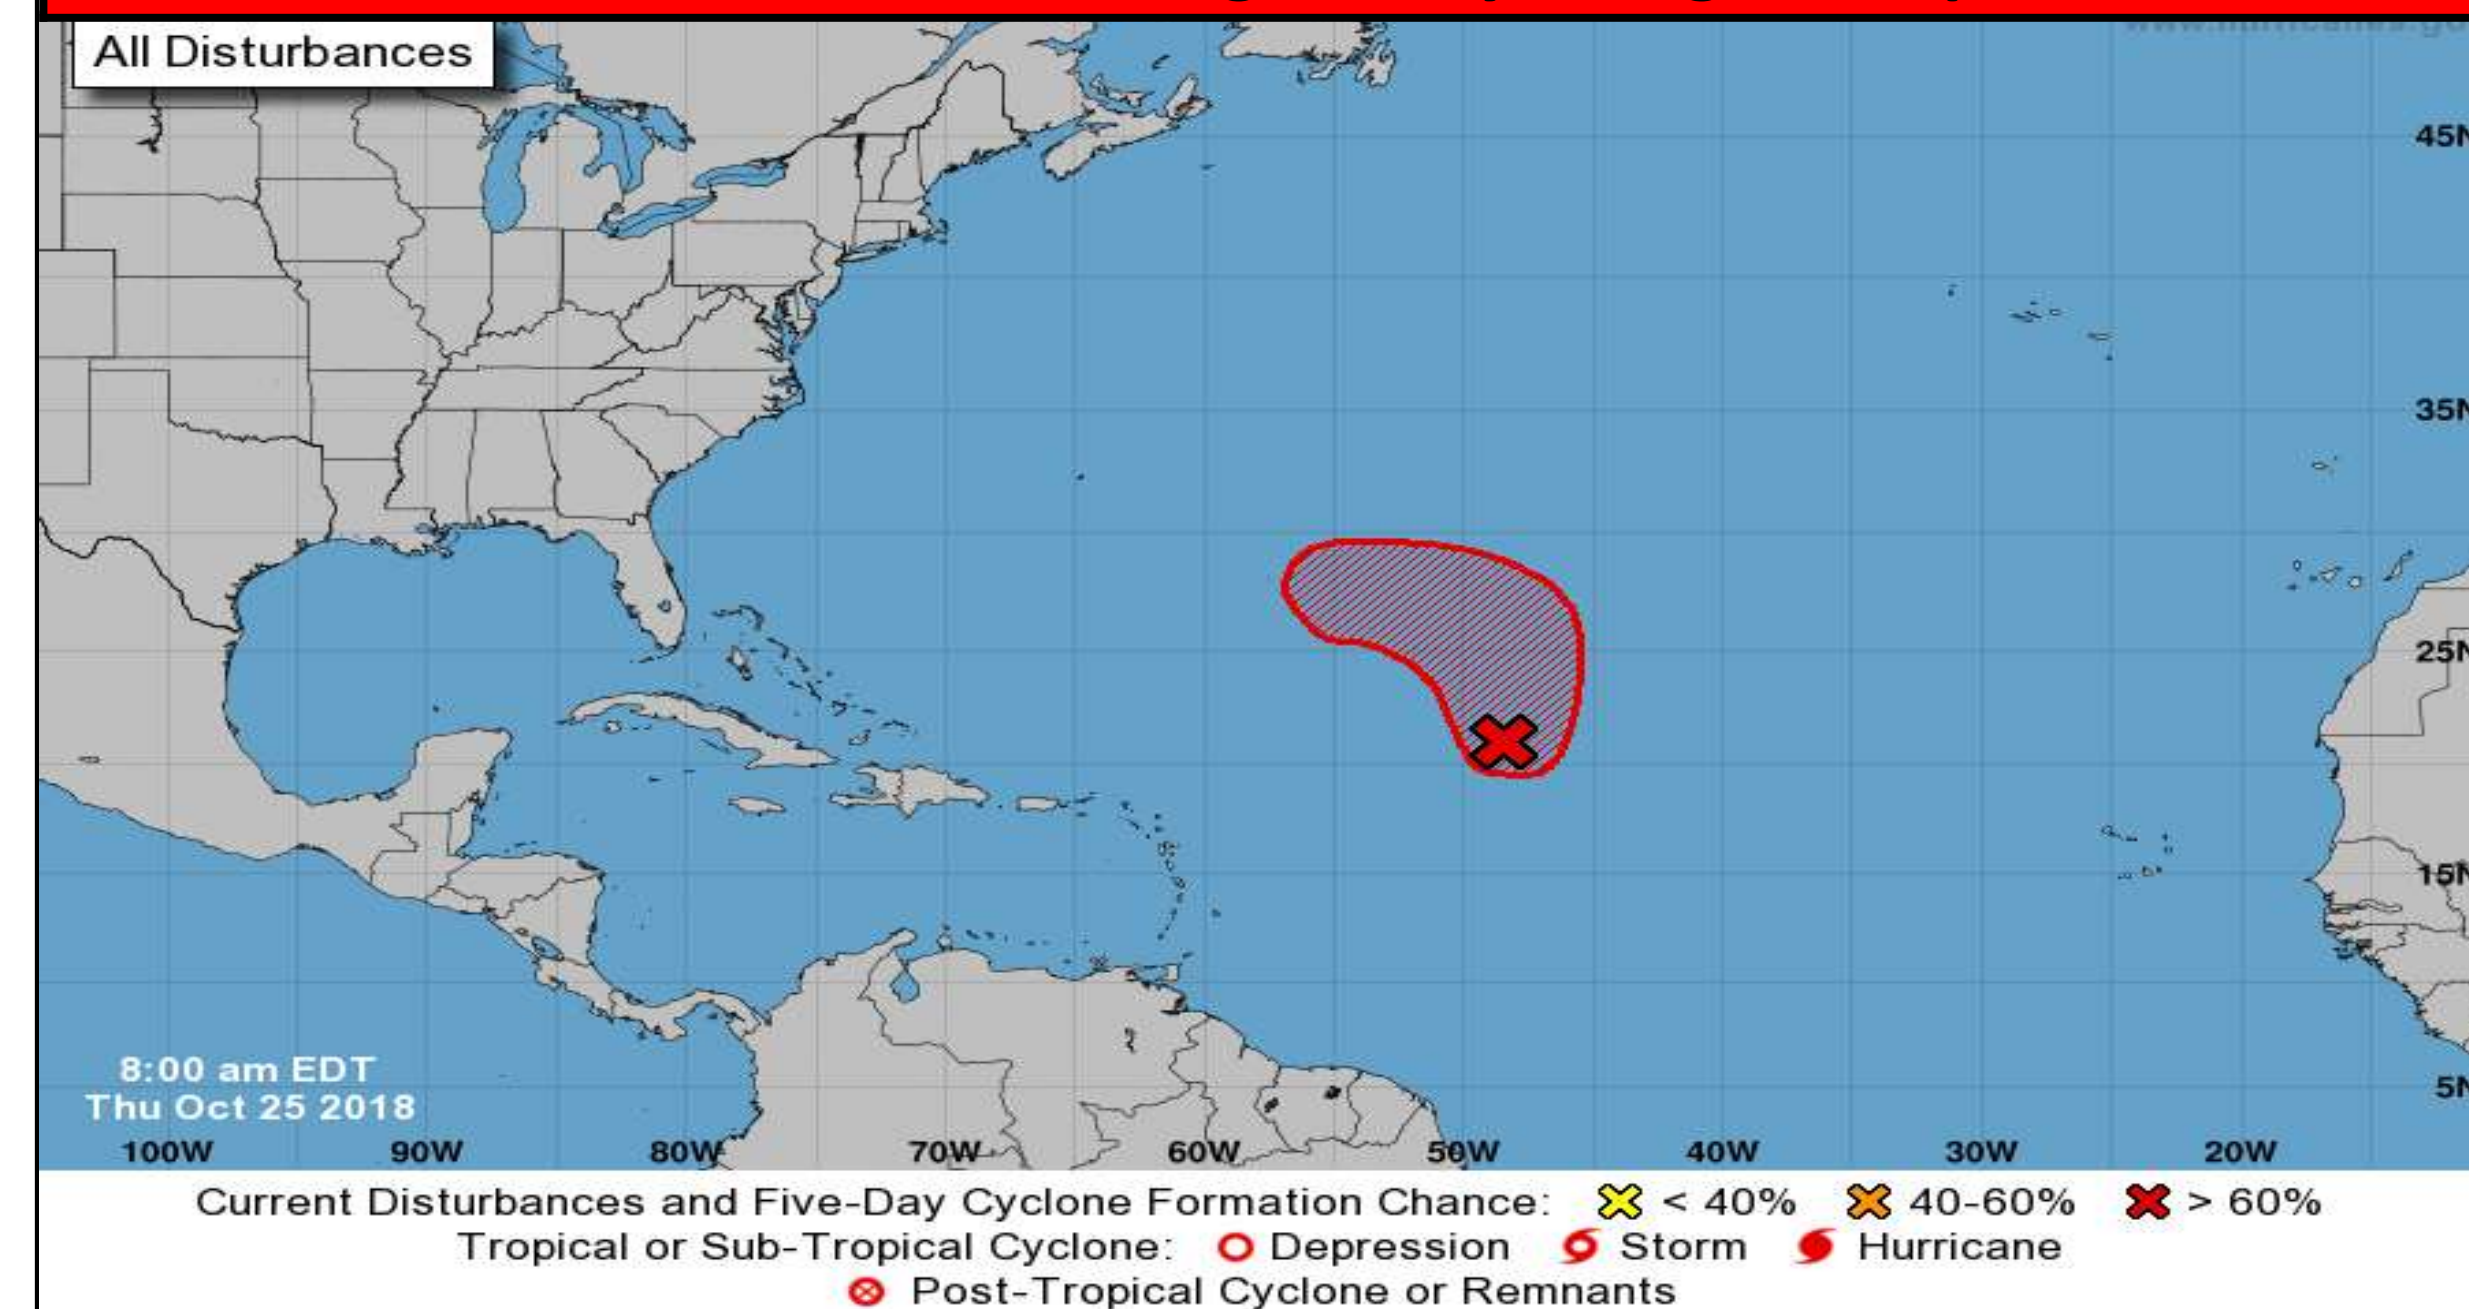 All Disturbances
45N
35N
25N
15N
5N
8:00 am EDT
Thu Oct 25 2018
100W 90W 80W 70W 60W 50W 40W 30W 20W
Current Disturbances and Five-Day Cyclone Formation Chance: < 40% 40-60% > 60%
Tropical or Sub-Tropical Cyclone: Depression Storm Hurricane
Post-Tropical Cyclone or Remnants